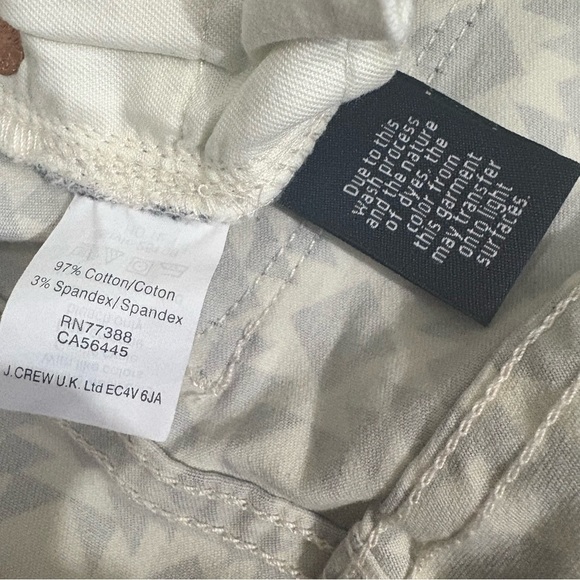 97% Cotton/Coton
3% Spandex/Spandex
RN77388
CA56445
J.CREW U.K. Ltd EC4V 6JA
Due to this
wash process
and the nature
of dyes, the
color from
this garment
may transfer
onto light
surfaces.